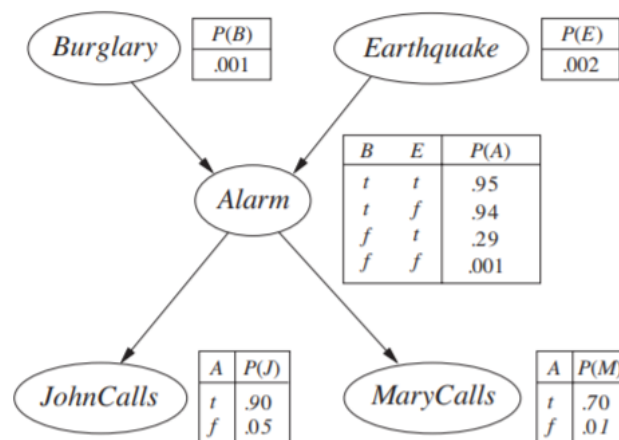 Burglary
P(B)
.001
Earthquake
P(E)
.002
Alarm
B E P(A)
t t .95
t f .94
f t .29
f f .001
JohnCalls
A P(J)
t .90
f .05
MaryCalls
A P(M)
t .70
f .01